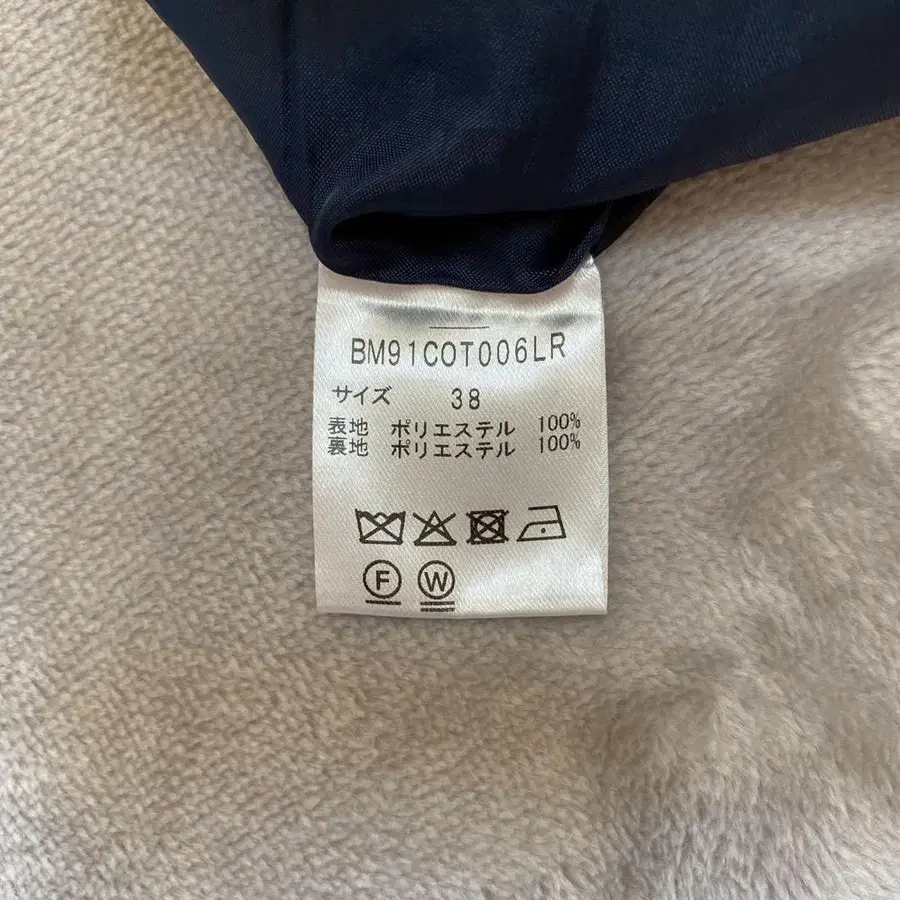 BM91COT006LR
サイズ 38
表地 ポリエステル 100%
裏地 ポリエステル 100%
F W